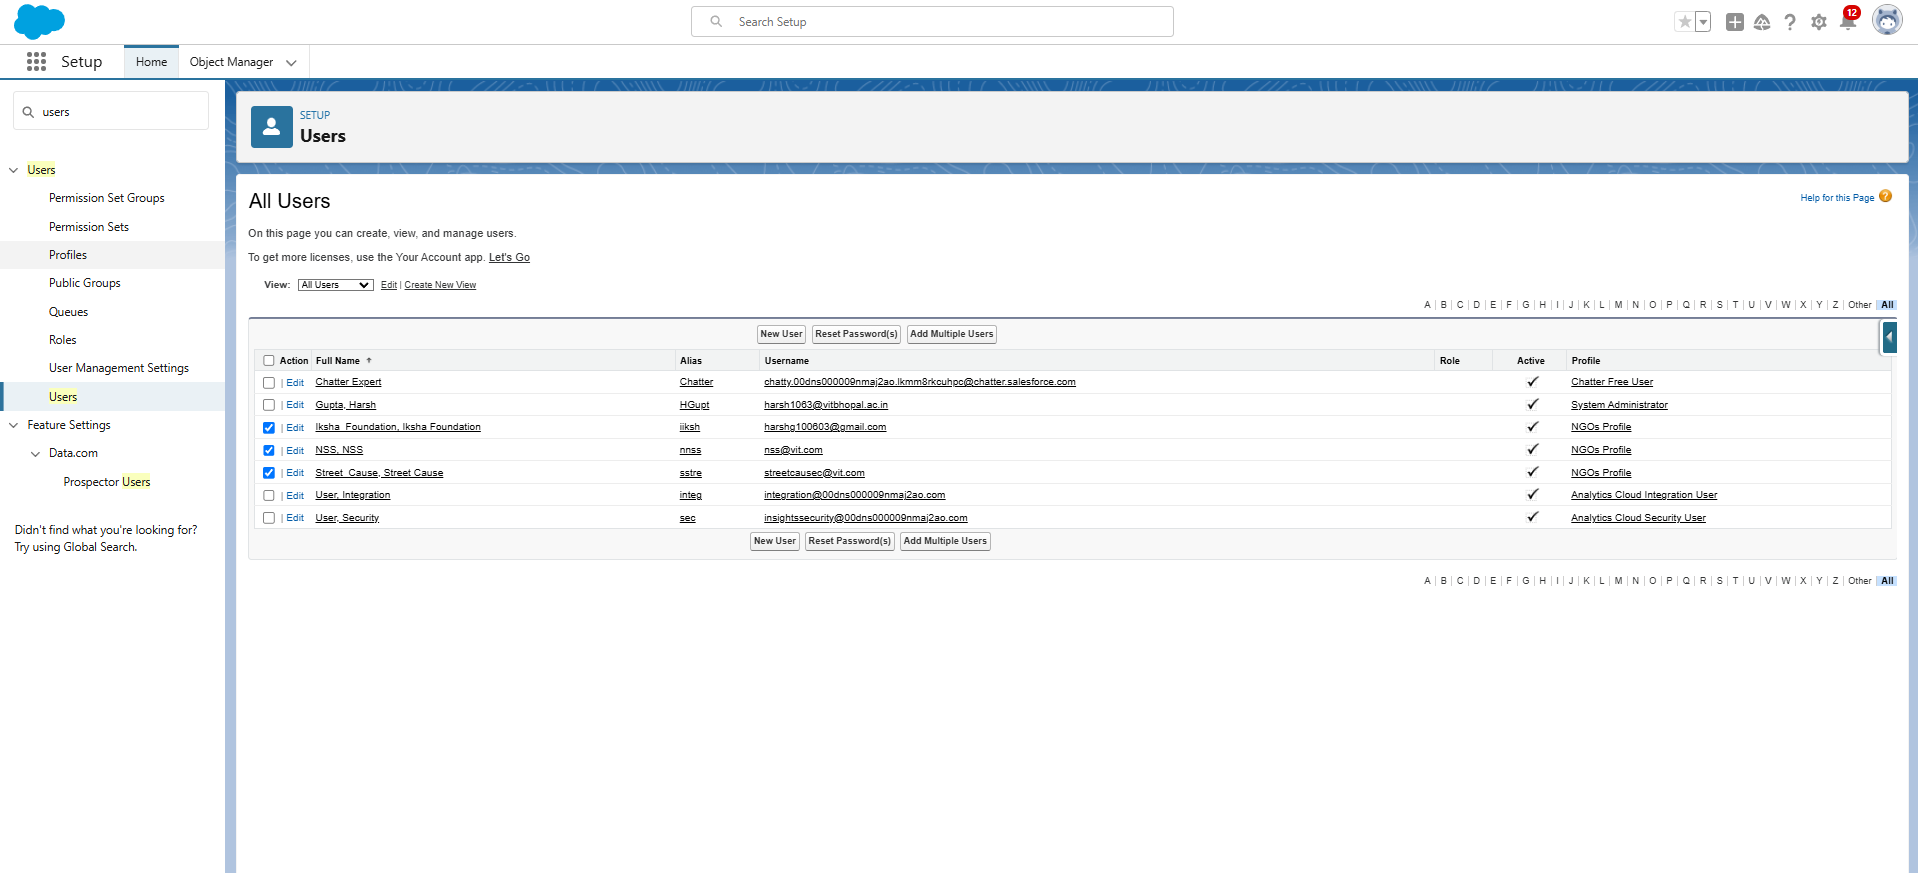 Search Setup
12
Setup
Home
Object Manager
users
Users
Permission Set Groups
Permission Sets
Profiles
Public Groups
Queues
Roles
User Management Settings
Users
Feature Settings
Data.com
Prospector Users
Didn't find what you're looking for?
Try using Global Search.
SETUP
Users
All Users
Help for this Page ?
On this page you can create, view, and manage users.
To get more licenses, use the Your Account app. Let's Go
View: All Users Edit | Create New View
A | B | C | D | E | F | G | H | I | J | K | L | M | N | O | P | Q | R | S | T | U | V | W | X | Y | Z | Other | All
New User Reset Password(s) Add Multiple Users
Action Full Name ↑ Alias Username Role Active Profile
| Edit Chatter Expert Chatter chatty.00dns000009nmaj2ao.lkmm8rkcuhpc@chatter.salesforce.com ✓ Chatter Free User
| Edit Gupta, Harsh HGupt harsh1063@vitbhopal.ac.in ✓ System Administrator
| Edit Iksha_Foundation, Iksha Foundation iiksh harshg100603@gmail.com ✓ NGOs Profile
| Edit NSS, NSS nnss nss@vit.com ✓ NGOs Profile
| Edit Street_Cause, Street Cause sstre streetcausec@vit.com ✓ NGOs Profile
| Edit User, Integration integ integration@00dns000009nmaj2ao.com ✓ Analytics Cloud Integration User
| Edit User, Security sec insightssecurity@00dns000009nmaj2ao.com ✓ Analytics Cloud Security User
New User Reset Password(s) Add Multiple Users
A | B | C | D | E | F | G | H | I | J | K | L | M | N | O | P | Q | R | S | T | U | V | W | X | Y | Z | Other | All